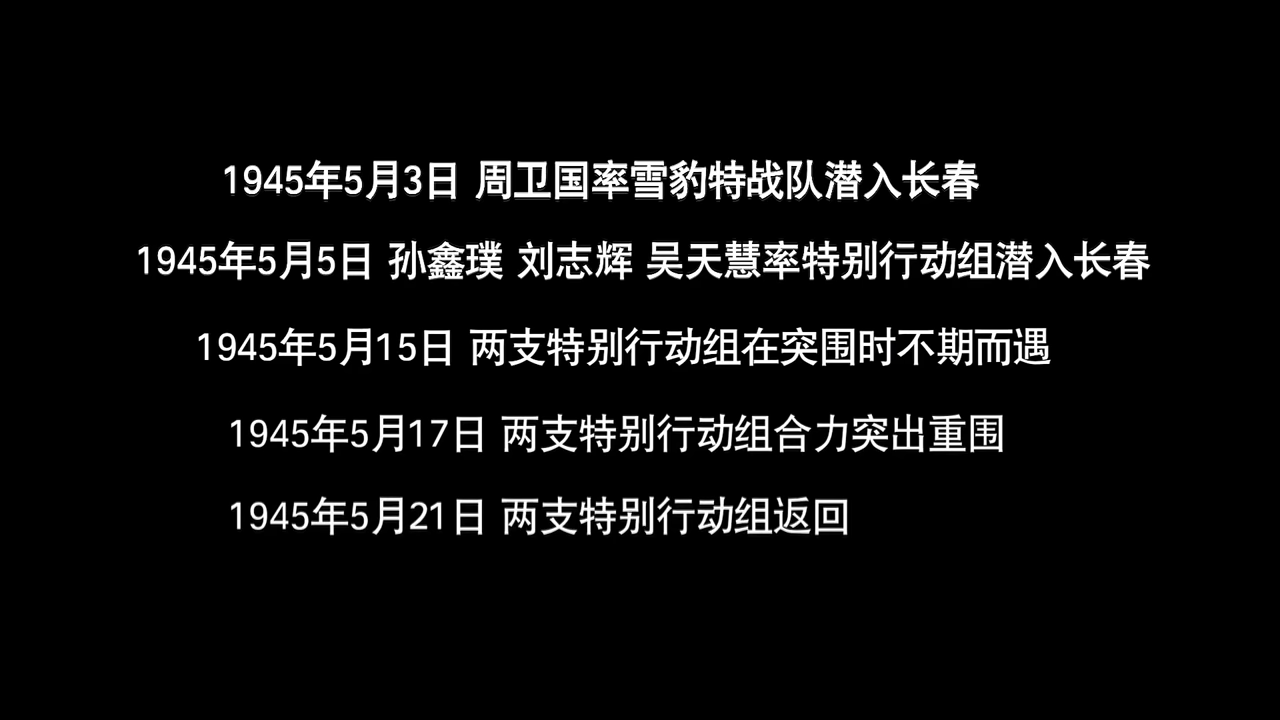 1945年5月3日 周卫国率雪豹特战队潜入长春
1945年5月5日 孙鑫璞 刘志辉 吴天慧率特别行动组潜入长春
1945年5月15日 两支特别行动组在突围时不期而遇
1945年5月17日 两支特别行动组合力突出重围
1945年5月21日 两支特别行动组返回